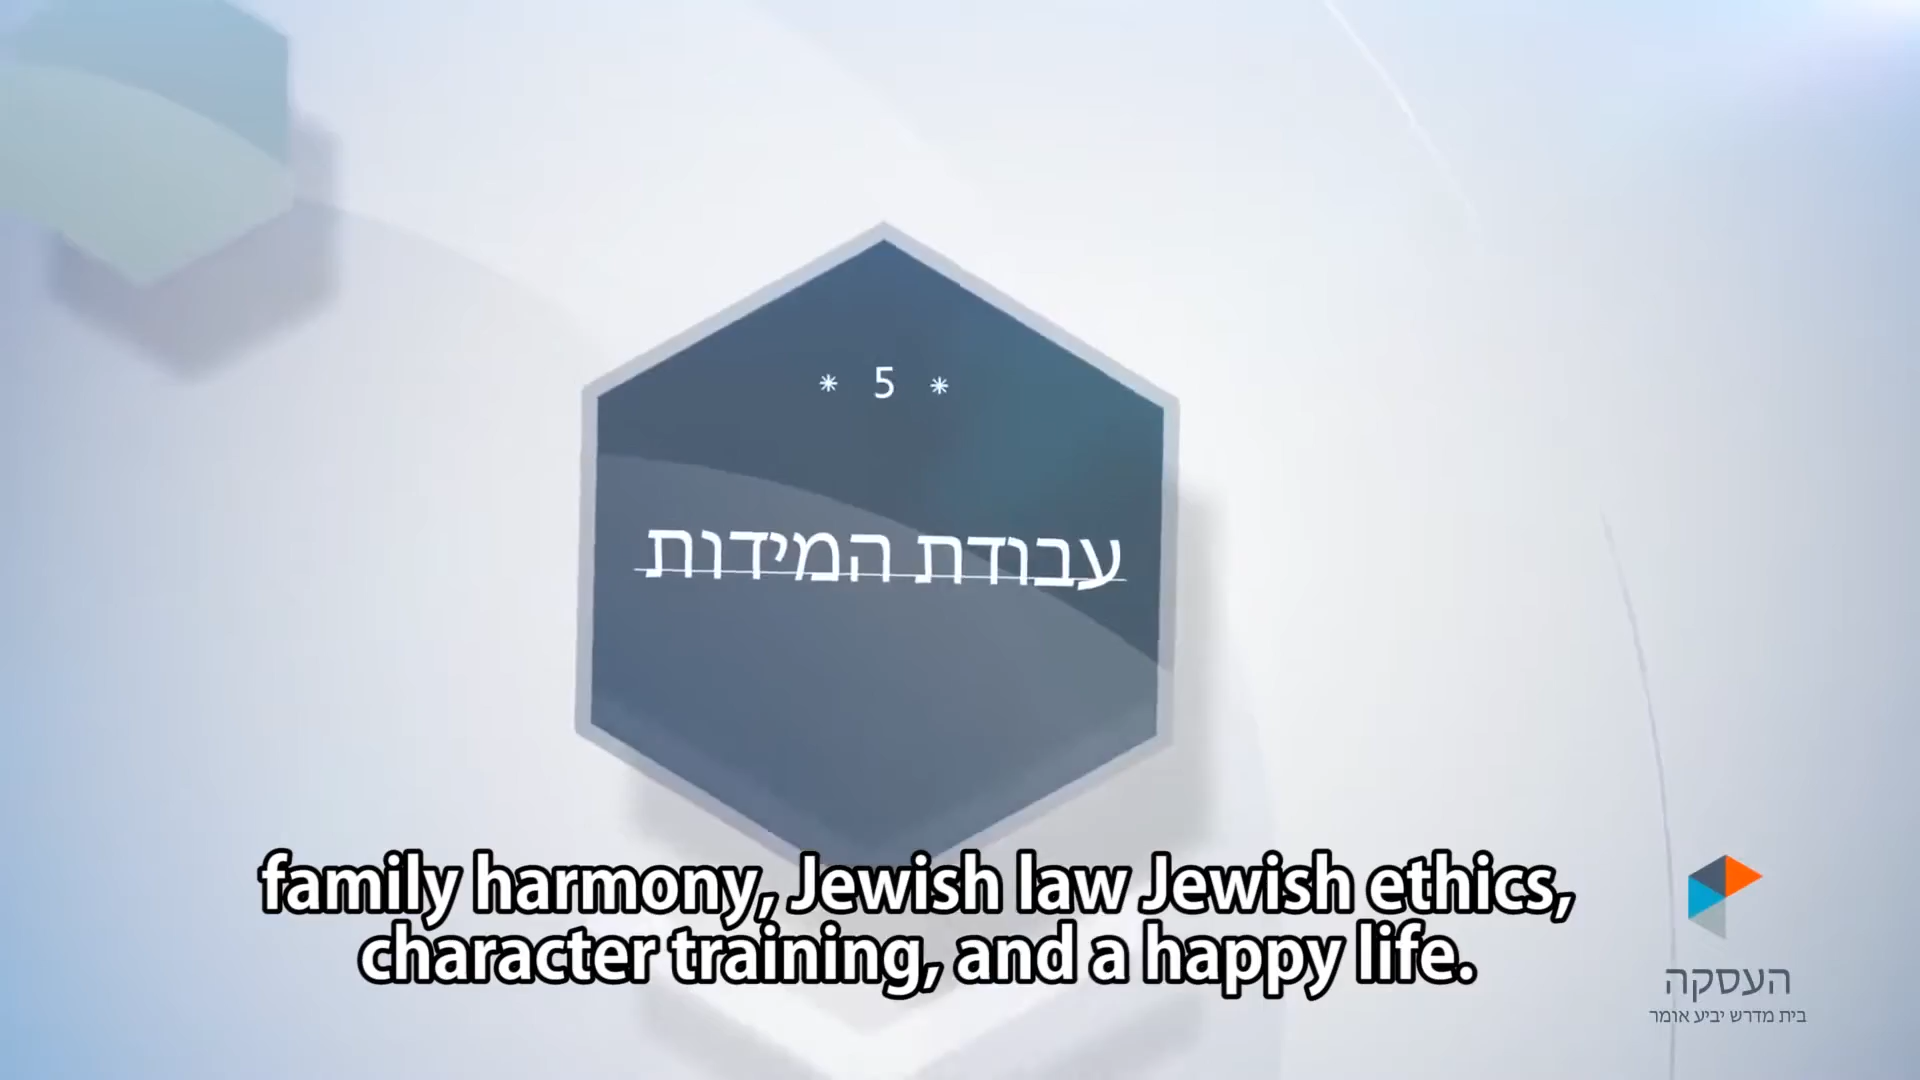 * 5 *
עבודת המידות
family harmony, Jewish law Jewish ethics,
character training, and a happy life.
העסקה
בית מדרש יביע אומר